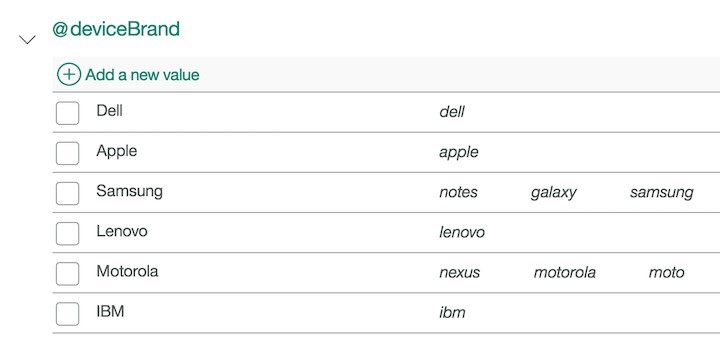 @deviceBrand
Add a new value
Dell dell
Apple apple
Samsung notes galaxy samsung
Lenovo lenovo
Motorola nexus motorola moto
IBM ibm